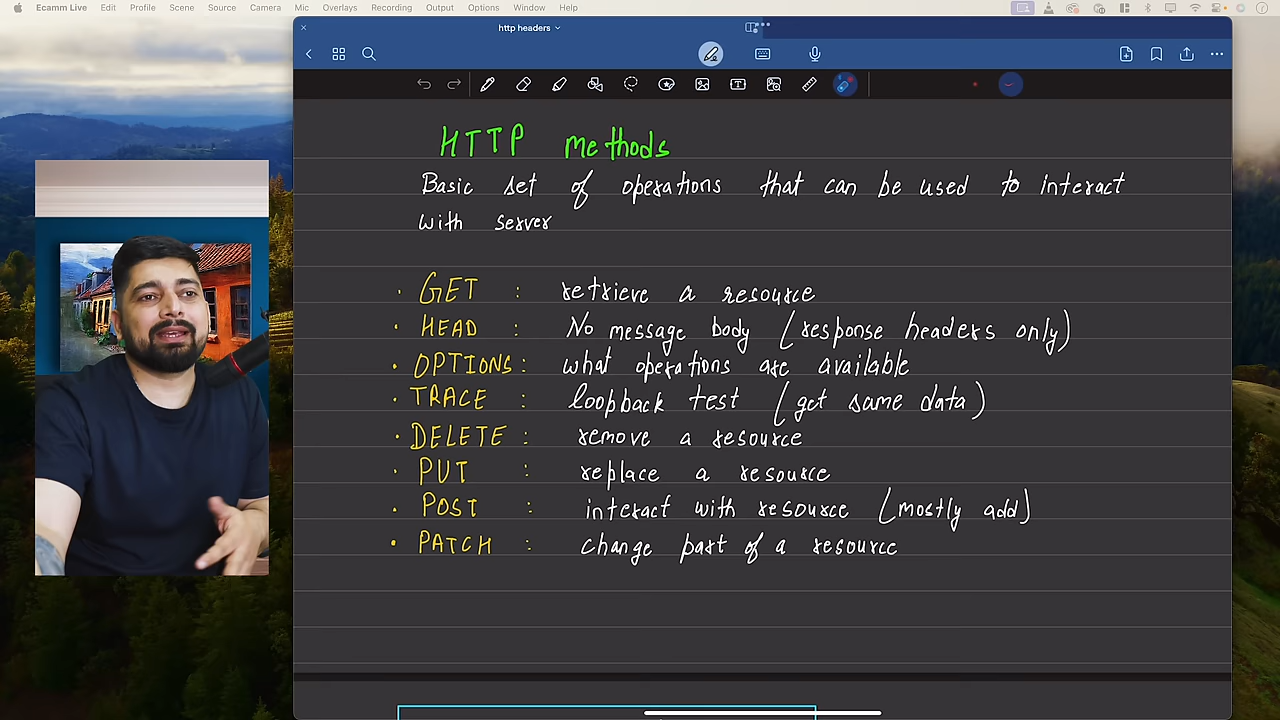 Ecamm Live Edit Profile Scene Source Camera Mic Overlays Recording Output Options Window Help
http headers
HTTP methods
Basic set of operations that can be used to interact
with server
· GET : retrieve a resource
· HEAD : No message body (response headers only)
· OPTIONS : what operations are available
· TRACE : loopback test (get same data)
· DELETE : remove a resource
· PUT : replace a resource
· POST : interact with resource (mostly add)
· PATCH : change part of a resource